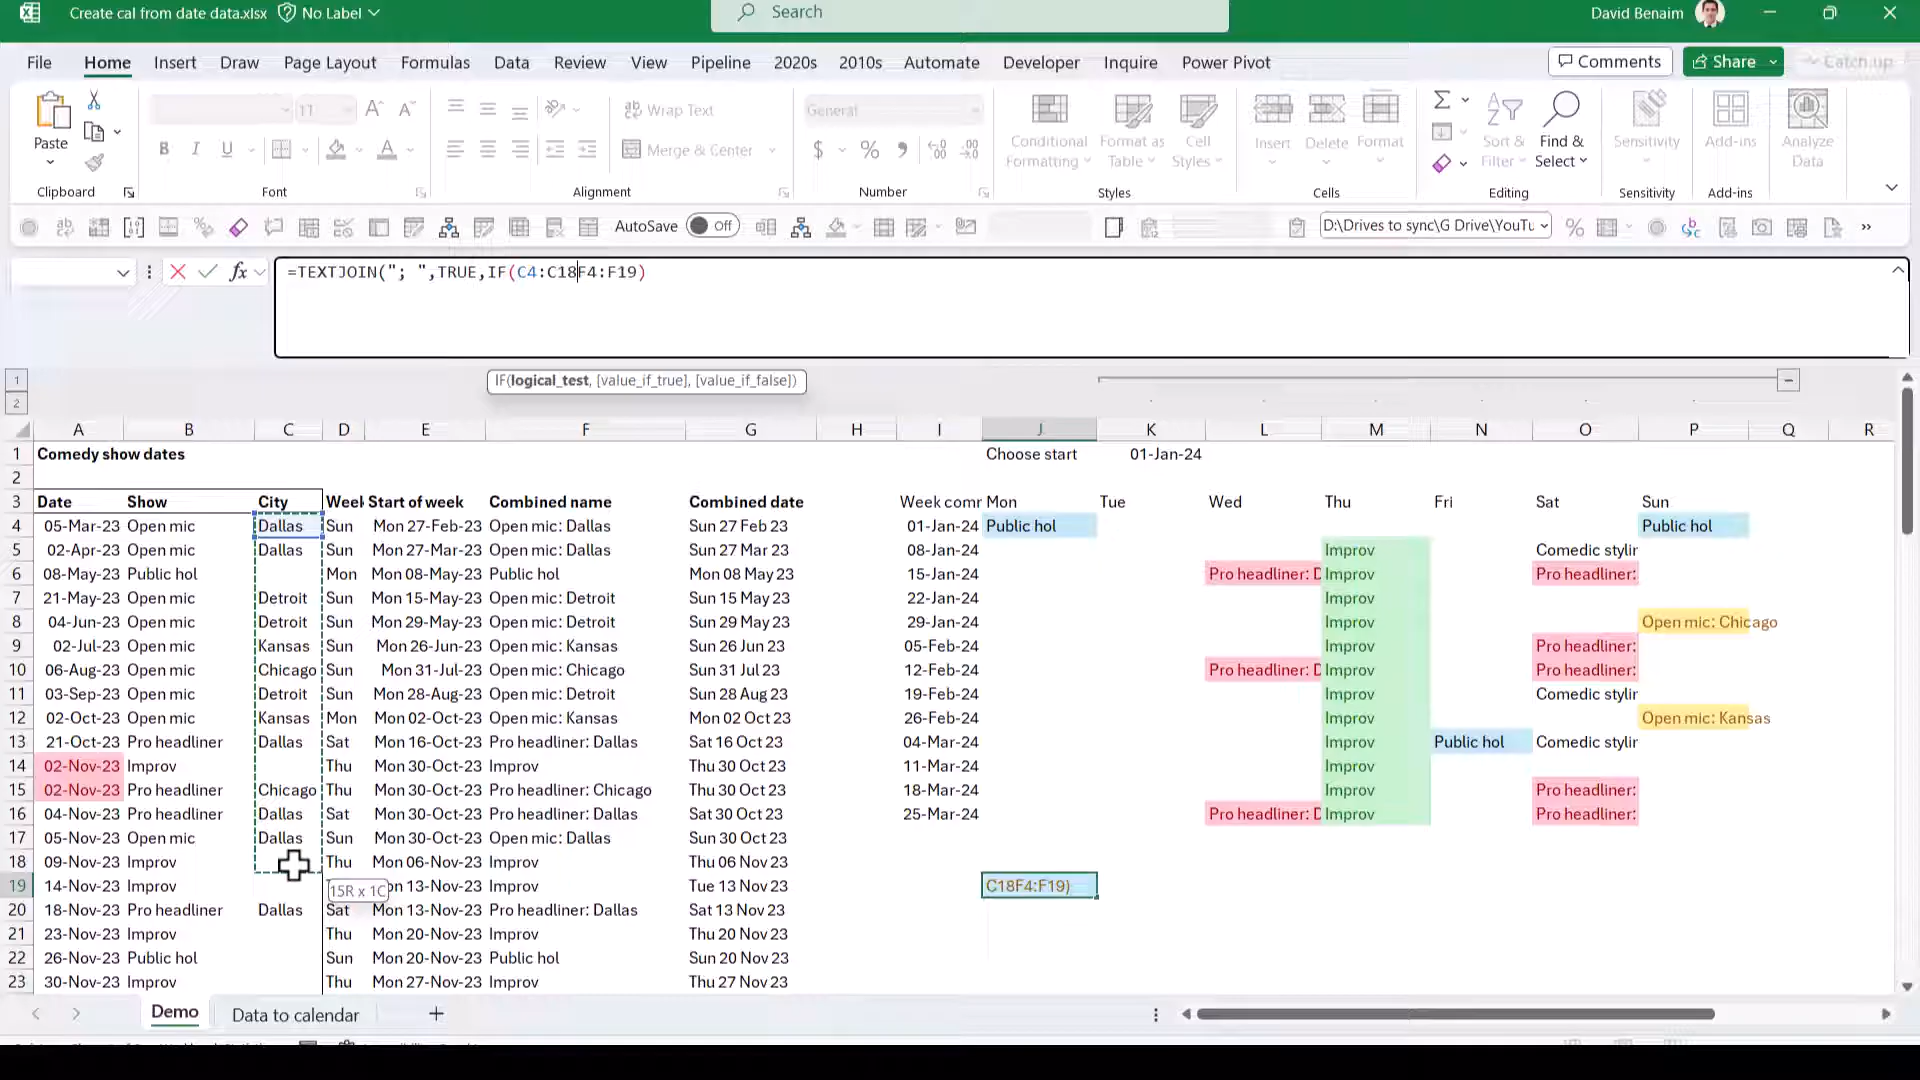 Create cal from date data.xlsx No Label Search David Benaim
File Home Insert Draw Page Layout Formulas Data Review View Pipeline 2020s 2010s Automate Developer Inquire Power Pivot Comments Share Catch up
Paste 11 Wrap Text General Conditional Formatting Format as Table Cell Styles Insert Delete Format Sort & Filter Find & Select Sensitivity Add-ins Analyze Data
B I U A Merge & Center $ % 9
Clipboard Font Alignment Number Styles Cells Editing Sensitivity Add-ins
AutoSave Off D:\Drives to sync\G Drive\YouTu
fx =TEXTJOIN("; ",TRUE,IF(C4:C18F4:F19)
IF(logical_test, [value_if_true], [value_if_false])
1
2
A B C D E F G H I J K L M N O P Q R
1 Comedy show dates Choose start 01-Jan-24
2
3 Date Show City Week Start of week Combined name Combined date Week comr Mon Tue Wed Thu Fri Sat Sun
4 05-Mar-23 Open mic Dallas Sun Mon 27-Feb-23 Open mic: Dallas Sun 27 Feb 23 01-Jan-24 Public hol Public hol
5 02-Apr-23 Open mic Dallas Sun Mon 27-Mar-23 Open mic: Dallas Sun 27 Mar 23 08-Jan-24 Improv Comedic stylin
6 08-May-23 Public hol Mon Mon 08-May-23 Public hol Mon 08 May 23 15-Jan-24 Pro headliner: D Improv Pro headliner:
7 21-May-23 Open mic Detroit Sun Mon 15-May-23 Open mic: Detroit Sun 15 May 23 22-Jan-24 Improv
8 04-Jun-23 Open mic Detroit Sun Mon 29-May-23 Open mic: Detroit Sun 29 May 23 29-Jan-24 Improv Open mic: Chicago
9 02-Jul-23 Open mic Kansas Sun Mon 26-Jun-23 Open mic: Kansas Sun 26 Jun 23 05-Feb-24 Improv Pro headliner:
10 06-Aug-23 Open mic Chicago Sun Mon 31-Jul-23 Open mic: Chicago Sun 31 Jul 23 12-Feb-24 Pro headliner: D Improv Pro headliner:
11 03-Sep-23 Open mic Detroit Sun Mon 28-Aug-23 Open mic: Detroit Sun 28 Aug 23 19-Feb-24 Improv Comedic stylin
12 02-Oct-23 Open mic Kansas Mon Mon 02-Oct-23 Open mic: Kansas Mon 02 Oct 23 26-Feb-24 Improv Open mic: Kansas
13 21-Oct-23 Pro headliner Dallas Sat Mon 16-Oct-23 Pro headliner: Dallas Sat 16 Oct 23 04-Mar-24 Improv Public hol Comedic stylin
14 02-Nov-23 Improv Thu Mon 30-Oct-23 Improv Thu 30 Oct 23 11-Mar-24 Improv
15 02-Nov-23 Pro headliner Chicago Thu Mon 30-Oct-23 Pro headliner: Chicago Thu 30 Oct 23 18-Mar-24 Improv Pro headliner:
16 04-Nov-23 Pro headliner Dallas Sat Mon 30-Oct-23 Pro headliner: Dallas Sat 30 Oct 23 25-Mar-24 Pro headliner: D Improv Pro headliner:
17 05-Nov-23 Open mic Dallas Sun Mon 30-Oct-23 Open mic: Dallas Sun 30 Oct 23
18 09-Nov-23 Improv Thu Mon 06-Nov-23 Improv Thu 06 Nov 23
19 14-Nov-23 Improv 15R x 1C on 13-Nov-23 Improv Tue 13 Nov 23 C18F4:F19)
20 18-Nov-23 Pro headliner Dallas Sat Mon 13-Nov-23 Pro headliner: Dallas Sat 13 Nov 23
21 23-Nov-23 Improv Thu Mon 20-Nov-23 Improv Thu 20 Nov 23
22 26-Nov-23 Public hol Sun Mon 20-Nov-23 Public hol Sun 20 Nov 23
23 30-Nov-23 Improv Thu Mon 27-Nov-23 Improv Thu 27 Nov 23
Demo Data to calendar